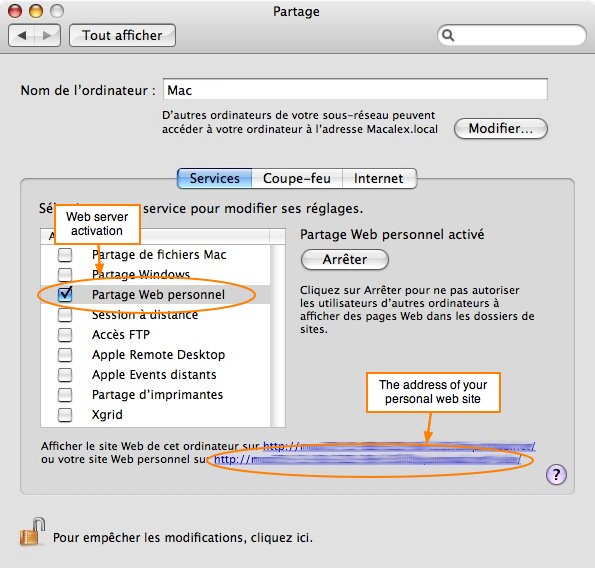 Partage
Tout afficher
Nom de l'ordinateur : Mac
D'autres ordinateurs de votre sous-réseau peuvent
accéder à votre ordinateur à l'adresse Macalex.local
Modifier...
Services Coupe-feu Internet
service pour modifier ses réglages.
Web server
activation
Partage Web personnel activé
Arrêter
Cliquez sur Arrêter pour ne pas autoriser
les utilisateurs d'autres ordinateurs à
afficher des pages Web dans les dossiers de
sites.
Partage de fichiers Mac
Partage Windows
Partage Web personnel
Session à distance
Accès FTP
Apple Remote Desktop
Apple Events distants
Partage d'imprimantes
Xgrid
The address of your
personal web site
Afficher le site Web de cet ordinateur sur http://
ou votre site Web personnel sur http://
?
Pour empêcher les modifications, cliquez ici.